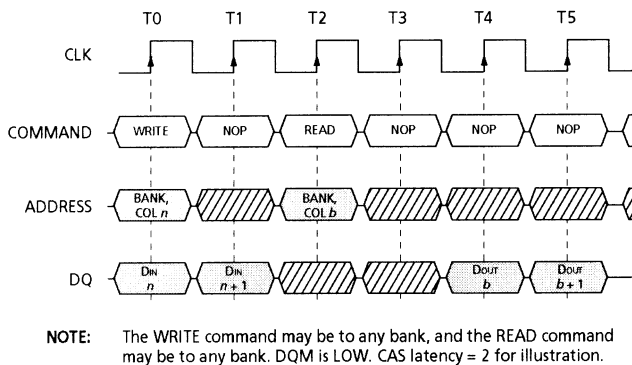 T0 T1 T2 T3 T4 T5
CLK
COMMAND WRITE NOP READ NOP NOP NOP
BANK, BANK,
ADDRESS
COL n COL b
DIN DIN DOUT DOUT
DQ
n n + 1 b b + 1
NOTE: The WRITE command may be to any bank, and the READ command
may be to any bank. DQM is LOW. CAS latency = 2 for illustration.